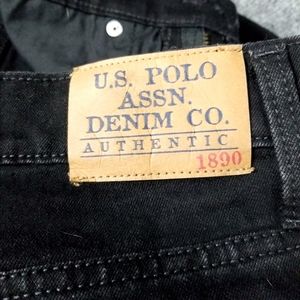 U.S. POLO
ASSN.
DENIM CO.
AUTHENTIC
1890